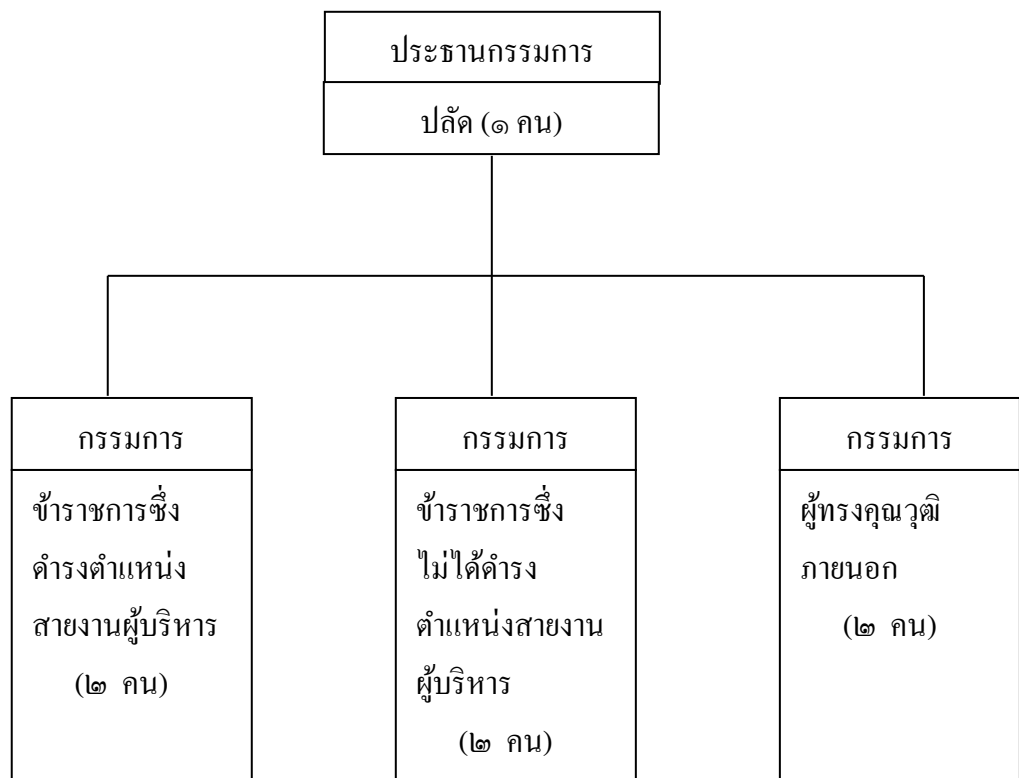 ประธานกรรมการ
ปลัด (๑ คน)
กรรมการ
ข้าราชการซึ่ง
ดำรงตำแหน่ง
สายงานผู้บริหาร
(๒ คน)
กรรมการ
ข้าราชการซึ่ง
ไม่ได้ดำรง
ตำแหน่งสายงาน
ผู้บริหาร
(๒ คน)
กรรมการ
ผู้ทรงคุณวุฒิ
ภายนอก
(๒ คน)